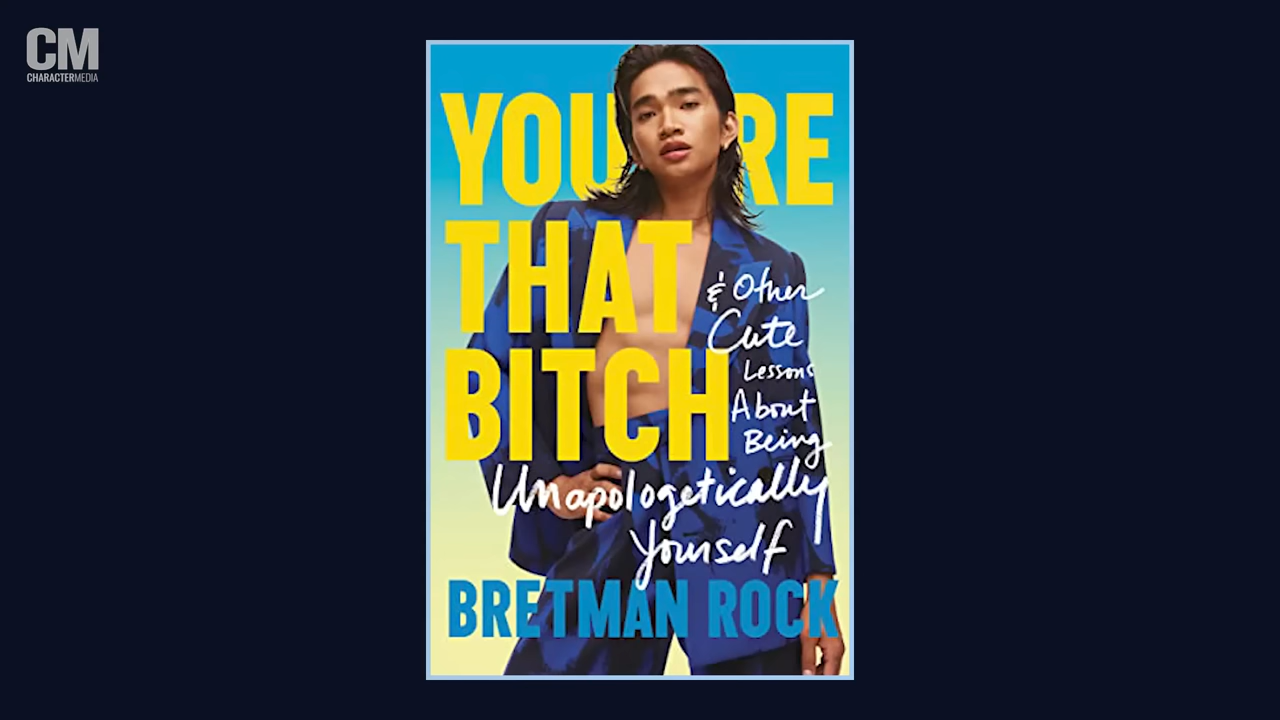 CM
CHARACTERMEDIA
YOU RE
THAT
BITCH
& Other
Cute
Lessons
About
Being
Unapologetically
Yourself
BRETMAN ROCK